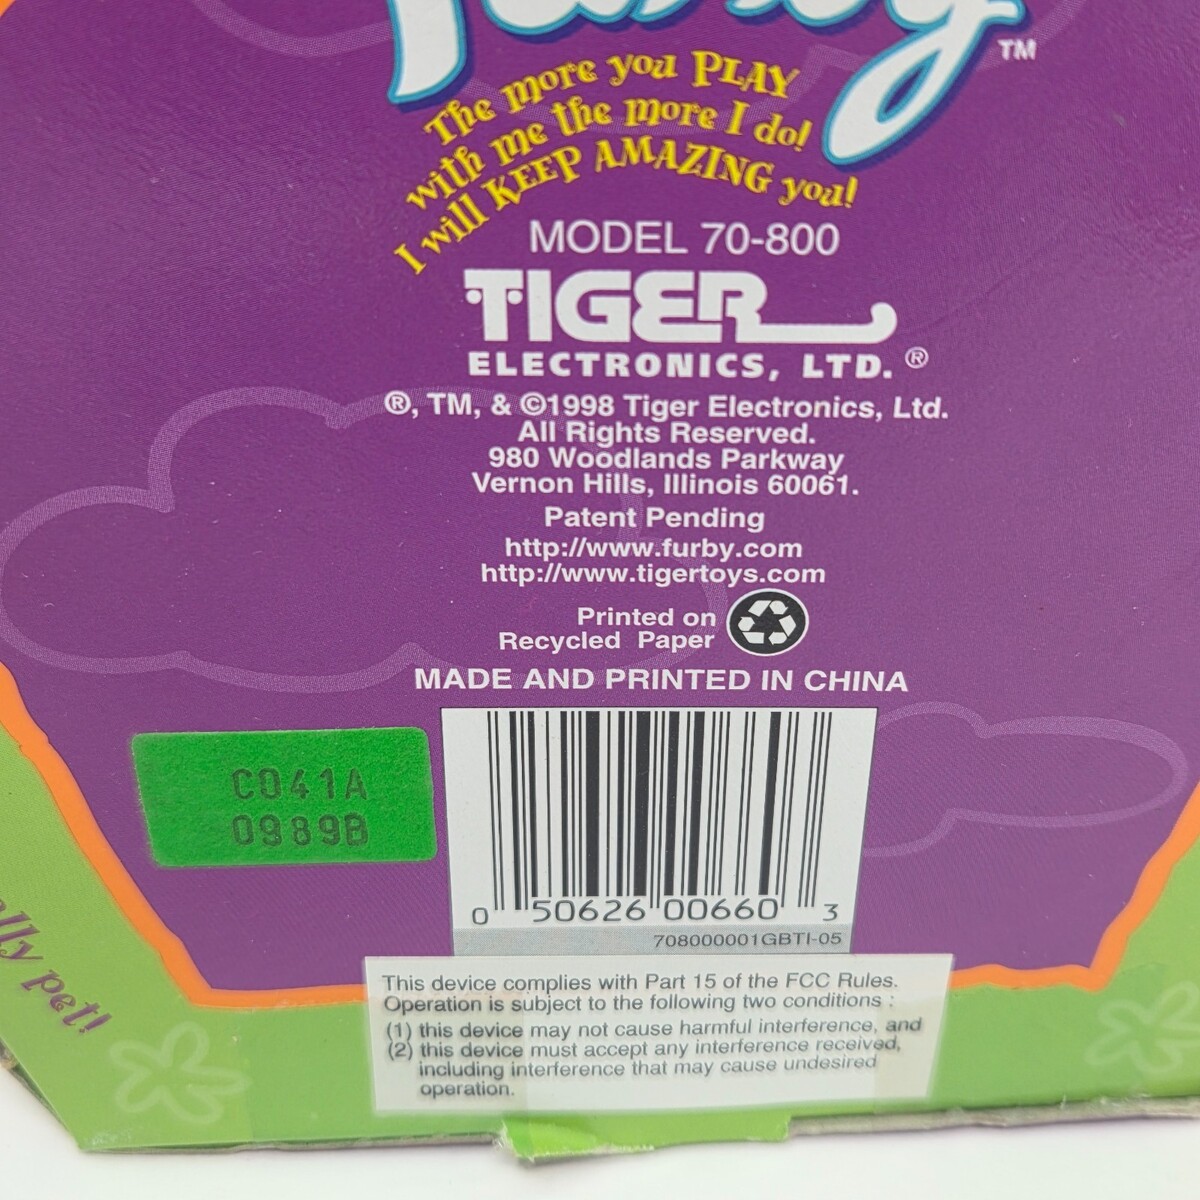 Furby™
The more you PLAY
with me the more I do!
I will KEEP AMAZING you!
MODEL 70-800
TIGER
ELECTRONICS, LTD.®
®, TM, & ©1998 Tiger Electronics, Ltd.
All Rights Reserved.
980 Woodlands Parkway
Vernon Hills, Illinois 60061.
Patent Pending
http://www.furby.com
http://www.tigertoys.com
Printed on
Recycled Paper
MADE AND PRINTED IN CHINA
C041A
0989B
0 50626 00660 3
708000001GBTI-05
pet!
This device complies with Part 15 of the FCC Rules.
Operation is subject to the following two conditions :
(1) this device may not cause harmful interference, and
(2) this device must accept any interference received,
including interference that may cause undesired
operation.